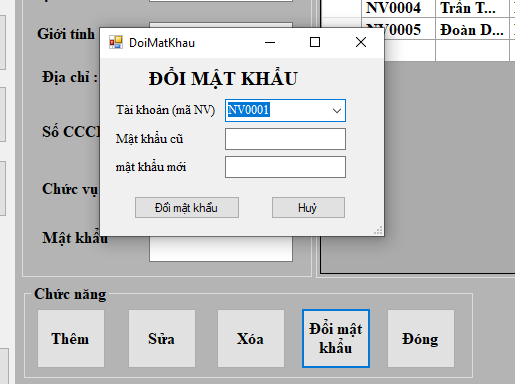 NV0004 Trần T...
NV0005 Đoàn D...
Giới tính
DoiMatKhau
ĐỔI MẬT KHẨU
Địa chỉ :
Tài khoản (mã NV) NV0001
Số CCC
Mật khẩu cũ
mật khẩu mới
Chức vụ
Đổi mật khẩu Huỷ
Mật khẩu
Chức năng
Thêm Sửa Xóa Đổi mật khẩu Đóng